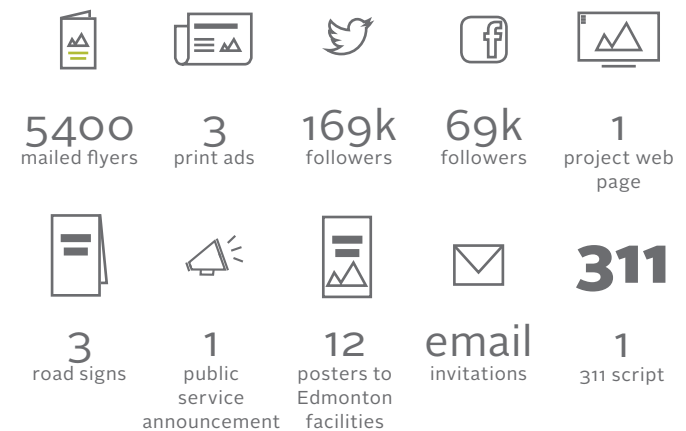 5400
mailed flyers
3
print ads
169k
followers
69k
followers
1
project web
page
3
road signs
1
public
service
announcement
12
posters to
Edmonton
facilities
email
invitations
311
1
311 script